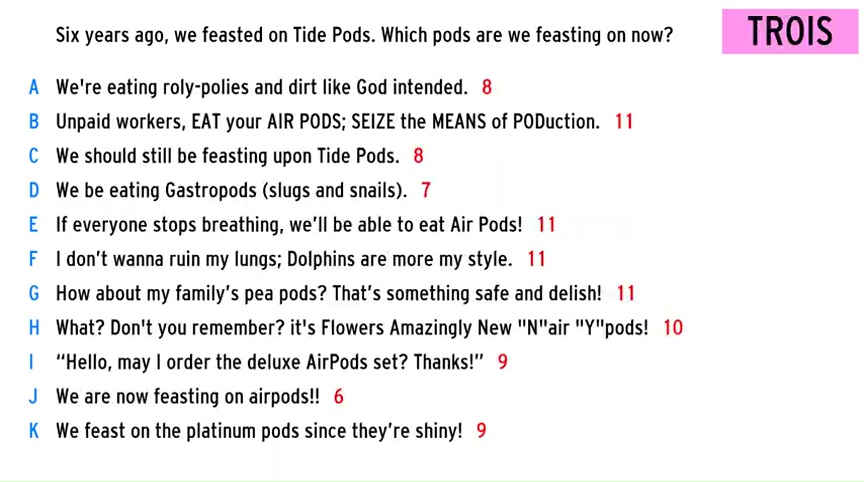 Six years ago, we feasted on Tide Pods. Which pods are we feasting on now?
TROIS
A We're eating roly-polies and dirt like God intended. 8
B Unpaid workers, EAT your AIR PODS; SEIZE the MEANS of PODuction. 11
C We should still be feasting upon Tide Pods. 8
D We be eating Gastropods (slugs and snails). 7
E If everyone stops breathing, we’ll be able to eat Air Pods! 11
F I don’t wanna ruin my lungs; Dolphins are more my style. 11
G How about my family’s pea pods? That’s something safe and delish! 11
H What? Don't you remember? it's Flowers Amazingly New "N"air "Y"pods! 10
I “Hello, may I order the deluxe AirPods set? Thanks!” 9
J We are now feasting on airpods!! 6
K We feast on the platinum pods since they’re shiny! 9